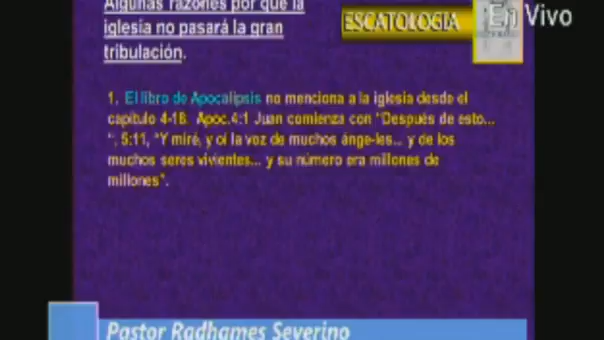 Algunas razones por que la
iglesia no pasará la gran
tribulación.
ESCATOLOGIA
En Vivo
1. El libro de Apocalipsis no menciona a la iglesia desde el
capítulo 4-18. Apoc.4:1 Juan comienza con "Después de esto...
", 5:11, "Y miré, y oí la voz de muchos ánge-les... y de los
muchos seres vivientes... y su número era millones de
millones".
Pastor Radhames Severino